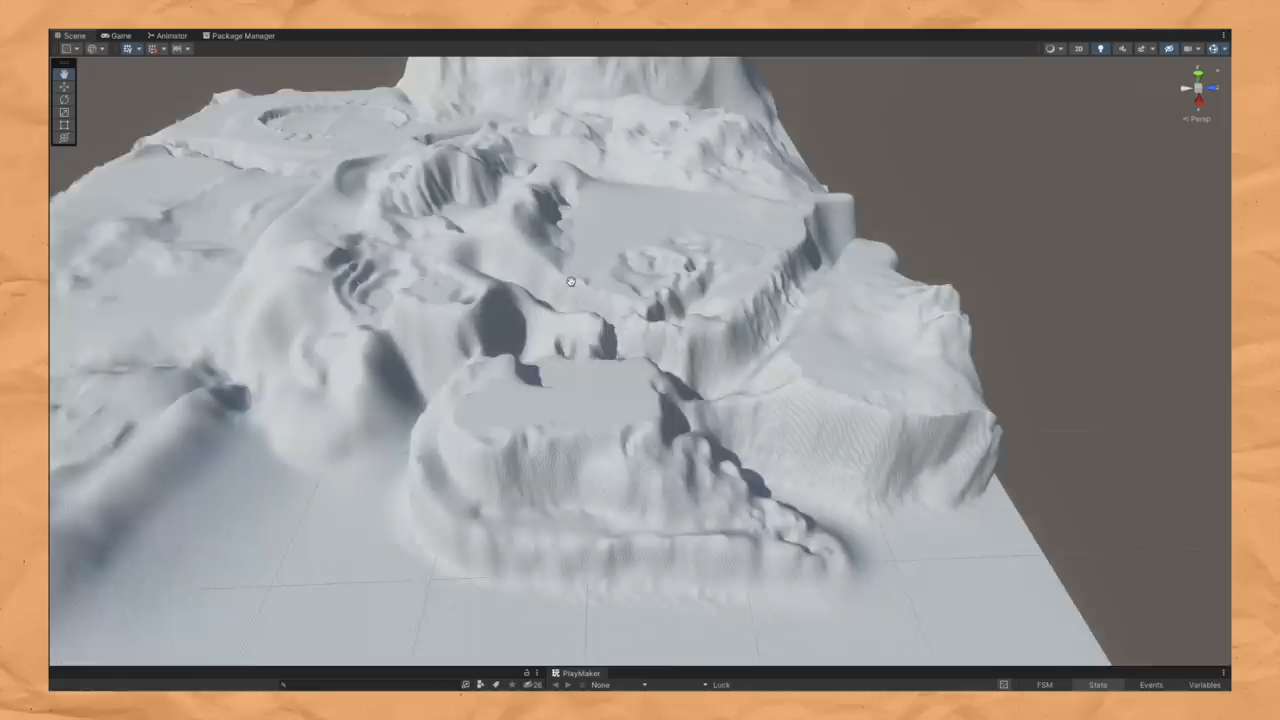 Scene Game Animator Package Manager
2D
Y
Persp
PlayMaker
26 None Lock FSM Stats Events Variables